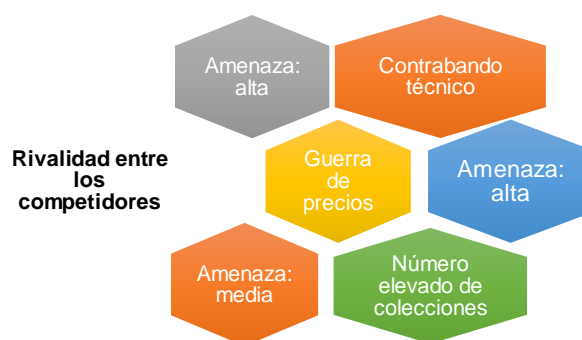 Amenaza:
alta
Contrabando
técnico
Rivalidad entre
los
competidores
Guerra
de
precios
Amenaza:
alta
Amenaza:
media
Número
elevado de
colecciones